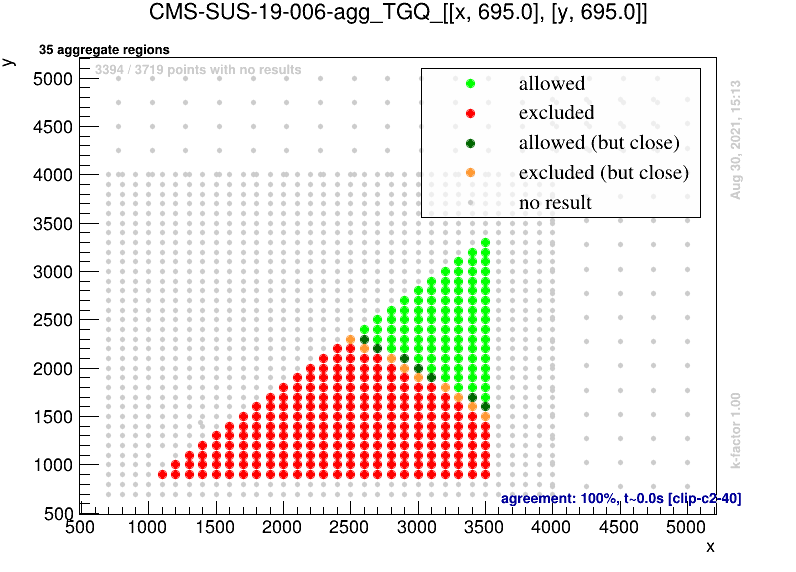 CMS-SUS-19-006-agg_TGQ_[[x, 695.0], [y, 695.0]]
35 aggregate regions
3394 / 3719 points with no results
y
allowed
excluded
allowed (but close)
excluded (but close)
no result
5000
4500
4000
3500
3000
2500
2000
1500
1000
500
500 1000 1500 2000 2500 3000 3500 4000 4500 5000
x
agreement: 100%, t~0.0s [clip-c2-40]
Aug 30, 2021, 15:13
k-factor 1.00